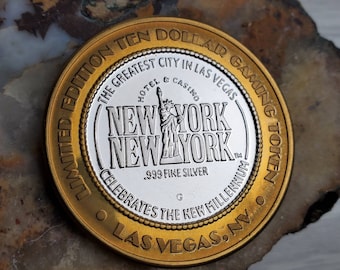 LIMITED EDITION TEN DOLLAR GAMING TOKEN
THE GREATEST CITY IN LAS VEGAS
HOTEL & CASINO
NEW YORK
NEW YORK
.999 FINE SILVER
G
CELEBRATES THE NEW MILLENNIUM
• LAS VEGAS, NV •